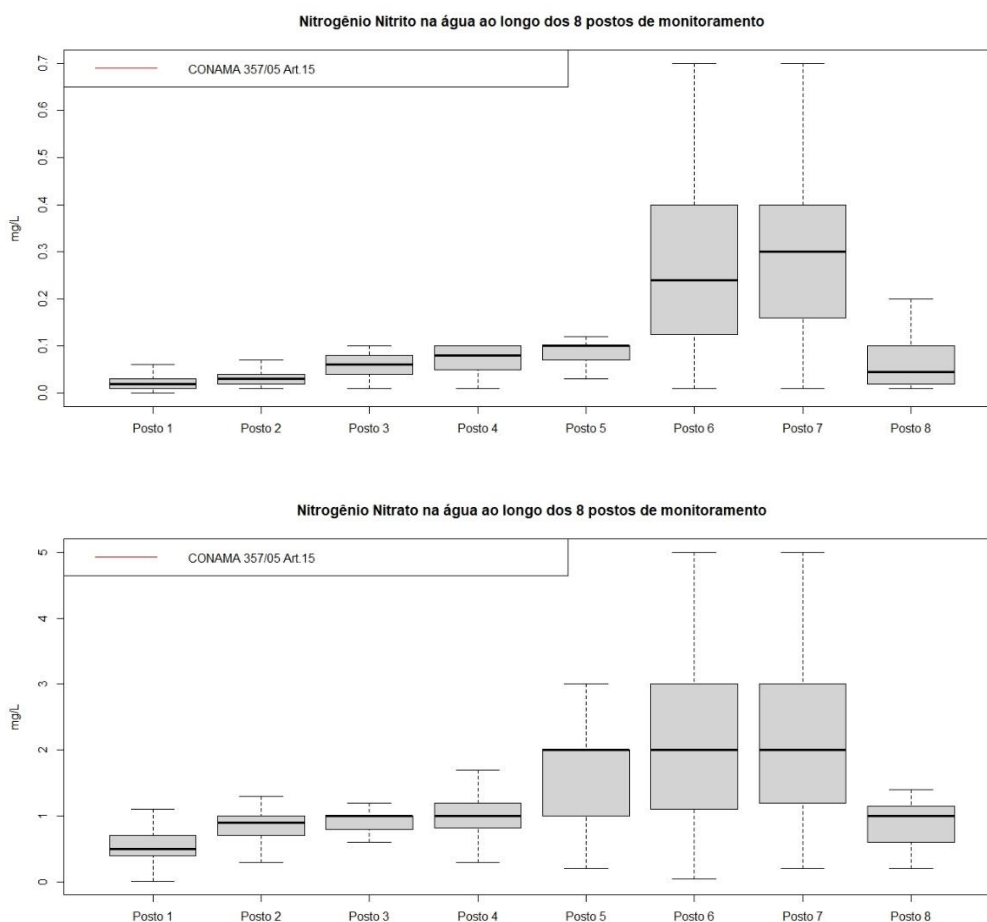 Nitrogênio Nitrito na água ao longo dos 8 postos de monitoramento
CONAMA 357/05 Art.15
0.7
0.6
0.5
0.4
0.3
0.2
0.1
0.0
mg/L
Posto 1 Posto 2 Posto 3 Posto 4 Posto 5 Posto 6 Posto 7 Posto 8
Nitrogênio Nitrato na água ao longo dos 8 postos de monitoramento
CONAMA 357/05 Art.15
5
4
3
2
1
0
mg/L
Posto 1 Posto 2 Posto 3 Posto 4 Posto 5 Posto 6 Posto 7 Posto 8